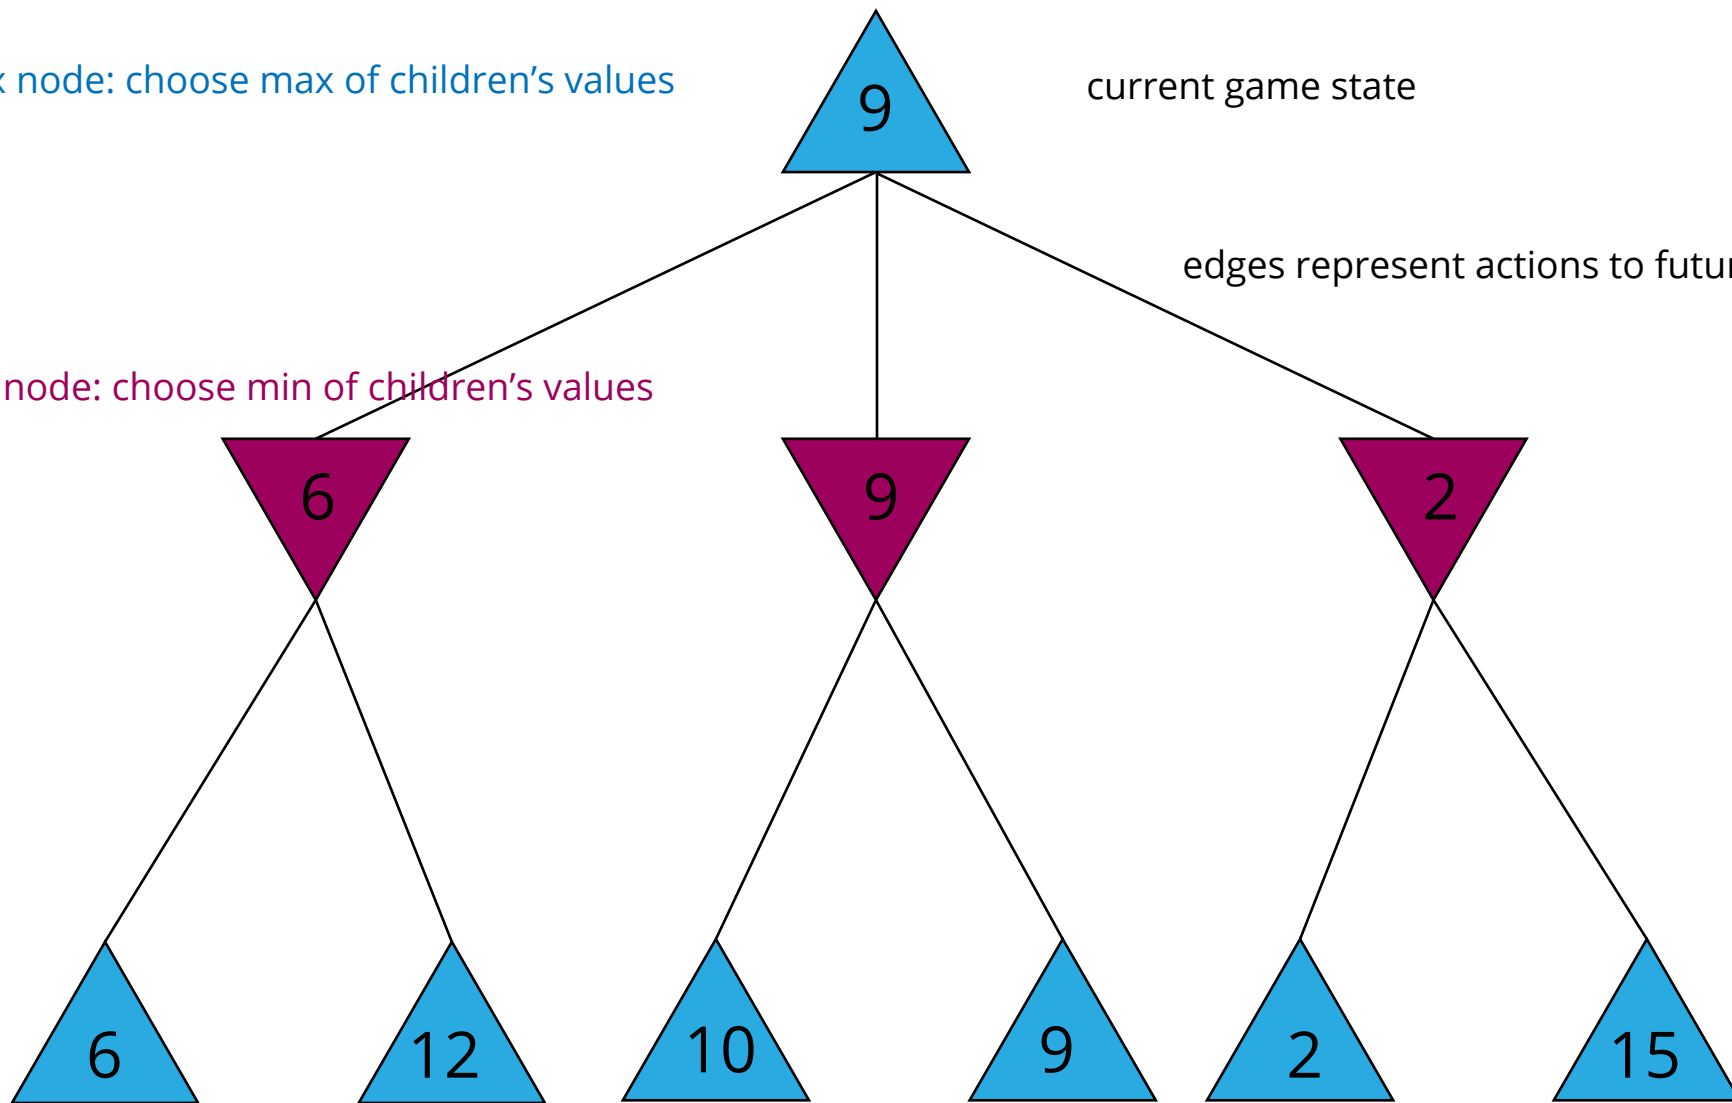 node: choose max of children’s values
9
current game state
edges represent actions to
node: choose min of children’s values
6
9
2
6
12
10
9
2
15